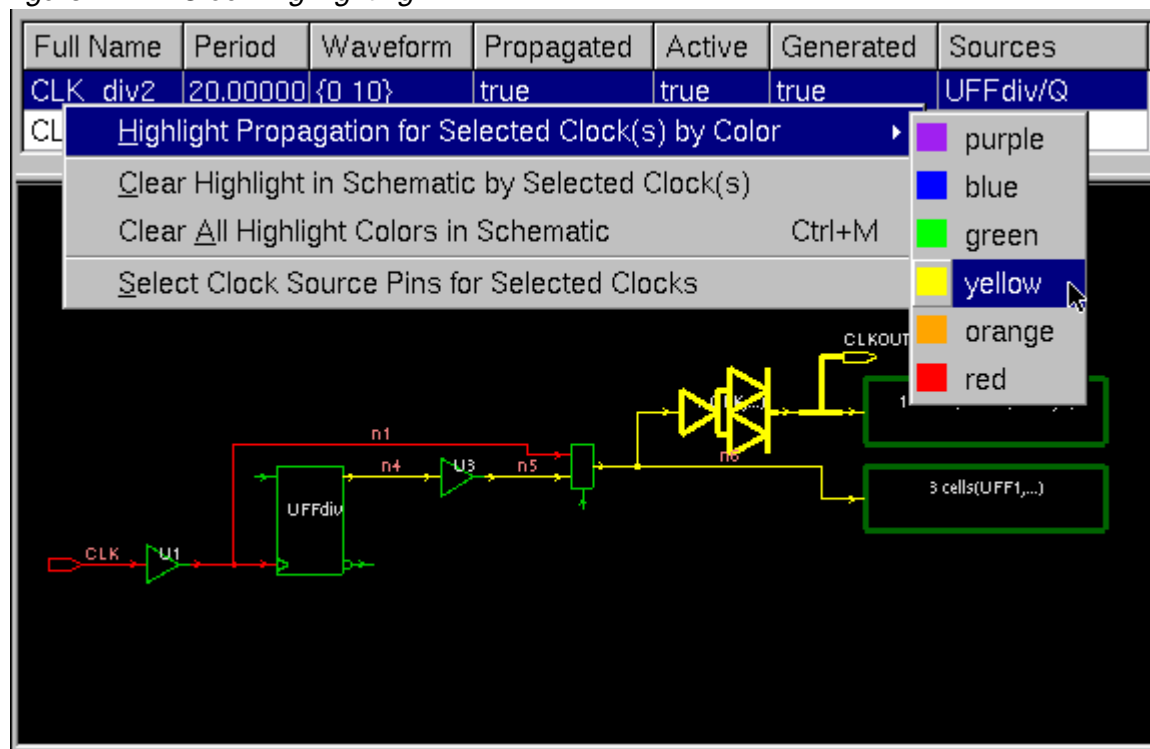 Full Name Period Waveform Propagated Active Generated Sources
CLK_div2 20.00000 {0 10} true true true UFFdiv/Q
CL
Highlight Propagation for Selected Clock(s) by Color
Clear Highlight in Schematic by Selected Clock(s)
Clear All Highlight Colors in Schematic Ctrl+M
Select Clock Source Pins for Selected Clocks
purple
blue
green
yellow
orange
red
CLKOUT
n1
n4 U3 n5 n6
UFFdiv
3 cells(UFF1,...)
CLK U1